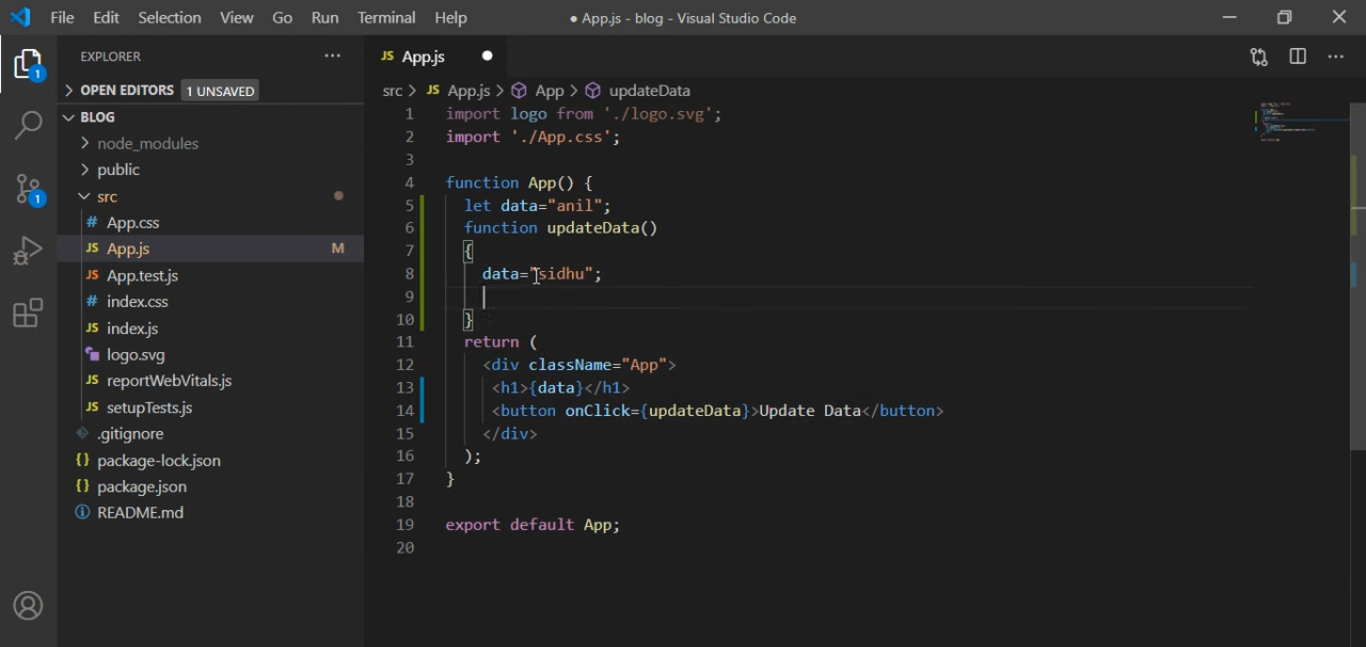 File Edit Selection View Go Run Terminal Help ● App.js - blog - Visual Studio Code
EXPLORER ···
1
> OPEN EDITORS 1 UNSAVED
BLOG
> node_modules
> public
src
# App.css
JS App.js M
JS App.test.js
# index.css
JS index.js
logo.svg
JS reportWebVitals.js
JS setupTests.js
.gitignore
{} package-lock.json
{} package.json
README.md
1
JS App.js ●
src > JS App.js > App > updateData
1 import logo from './logo.svg';
2 import './App.css';
3
4 function App() {
5 let data="anil";
6 function updateData()
7 {
8 data="sidhu";
9
10 }
11 return (
12 <div className="App">
13 <h1>{data}</h1>
14 <button onClick={updateData}>Update Data</button>
15 </div>
16 );
17 }
18
19 export default App;
20